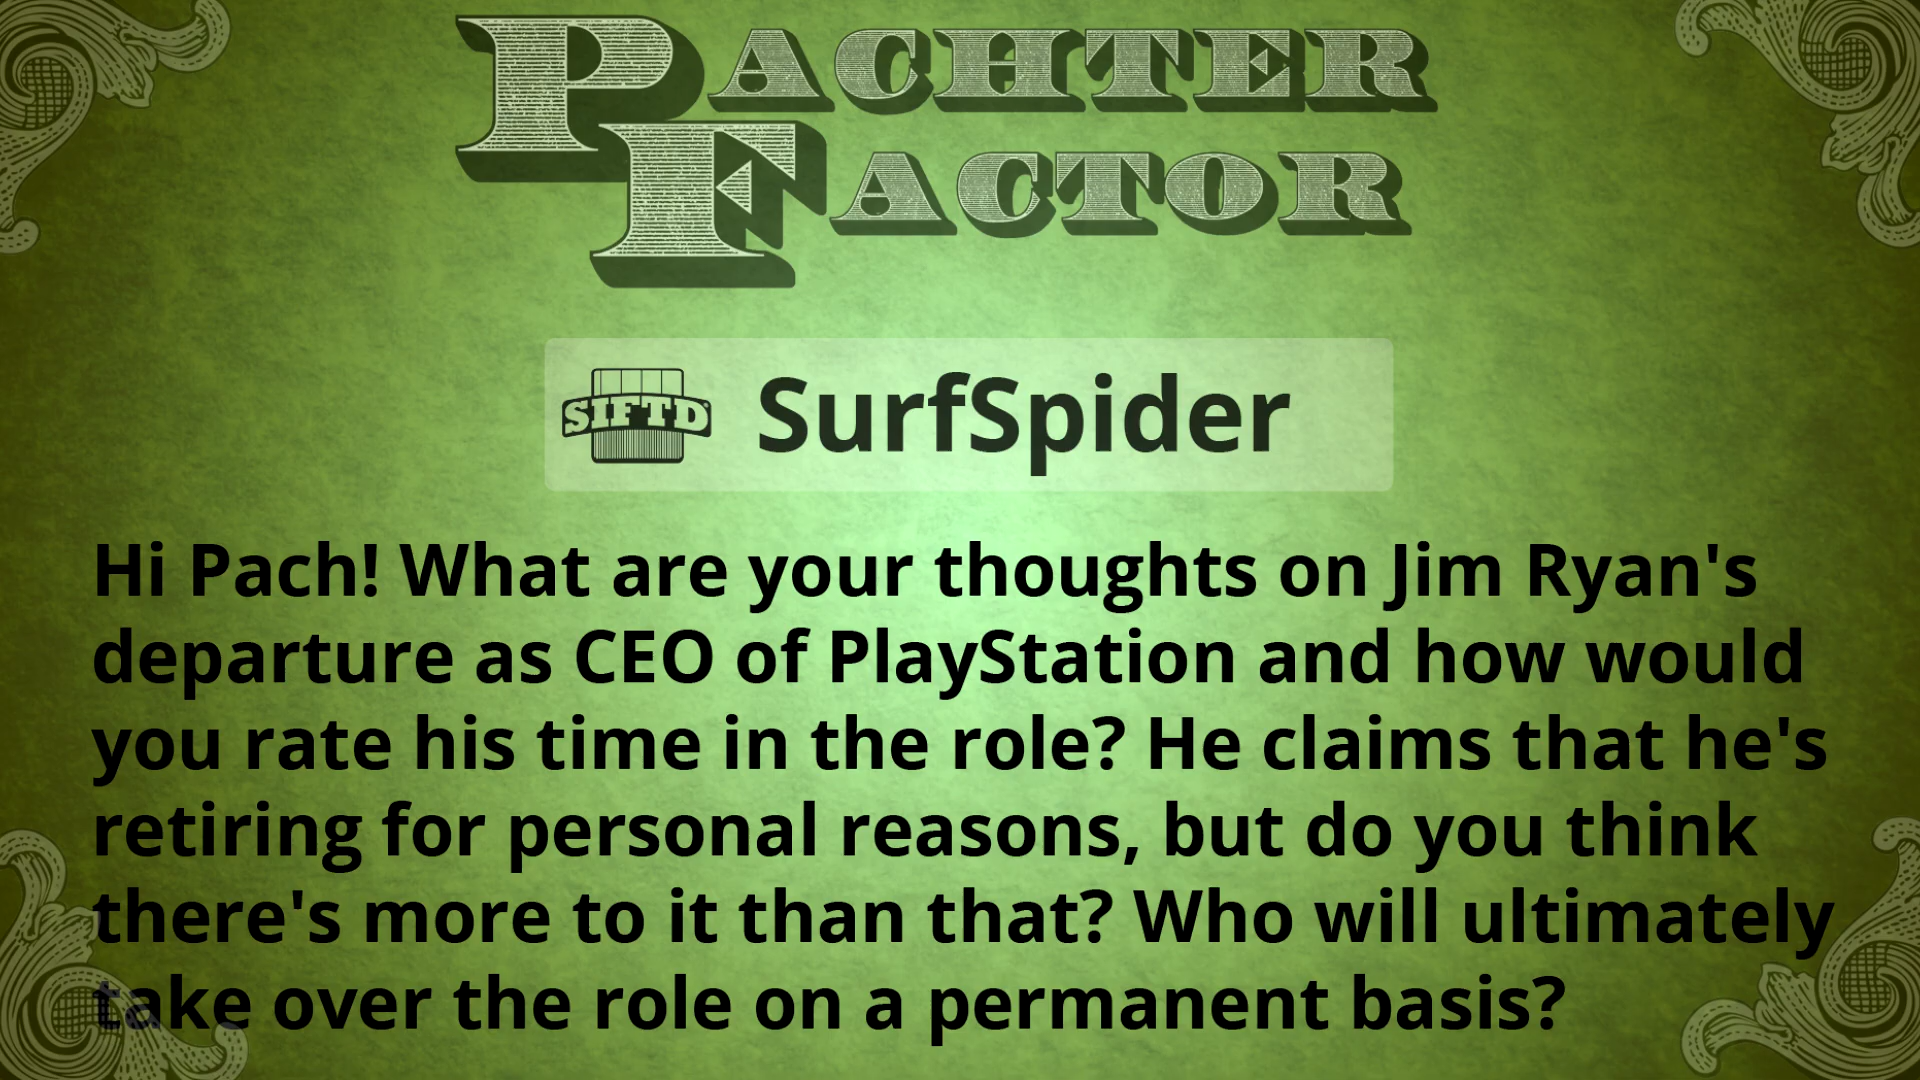 PACHTER
FACTOR
SIFTD SurfSpider
Hi Pach! What are your thoughts on Jim Ryan's
departure as CEO of PlayStation and how would
you rate his time in the role? He claims that he's
retiring for personal reasons, but do you think
there's more to it than that? Who will ultimately
take over the role on a permanent basis?